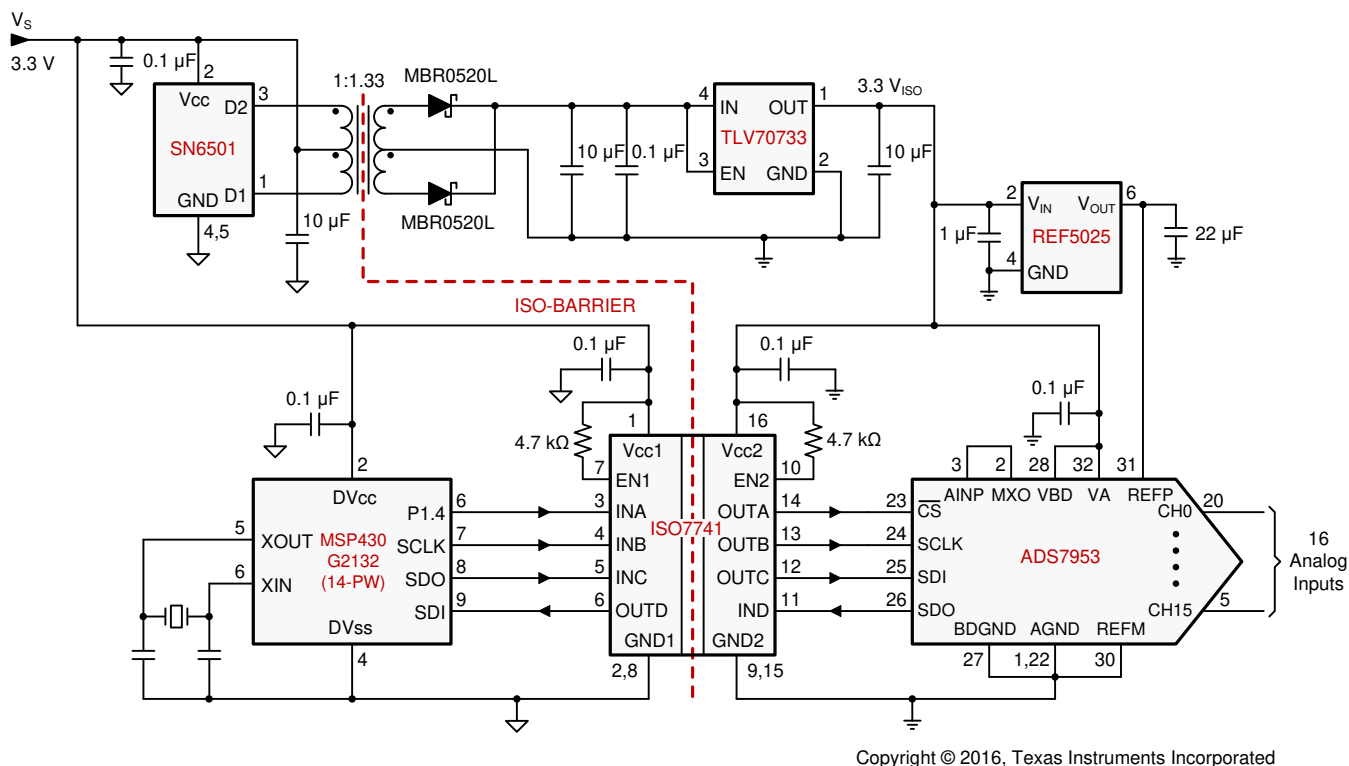 VS
3.3 V
0.1 µF
2
Vcc
D2
3
SN6501
D1
1
GND
4,5
10 µF
1:1.33
MBR0520L
MBR0520L
10 µF
0.1 µF
4
IN
OUT
1
TLV70733
3
EN
GND
2
3.3 VISO
10 µF
2
VIN
VOUT
6
REF5025
1 µF
4
GND
22 µF
ISO-BARRIER
0.1 µF
2
DVcc
5
XOUT
6
XIN
MSP430
G2132
(14-PW)
P1.4
6
SCLK
7
SDO
8
SDI
9
DVss
4
0.1 µF
4.7 kΩ
1
Vcc1
7
EN1
3
INA
4
INB
5
INC
6
OUTD
GND1
2,8
ISO7741
0.1 µF
4.7 kΩ
16
Vcc2
EN2
10
OUTA
14
OUTB
13
OUTC
12
IND
11
GND2
9,15
0.1 µF
3
2
28
32
31
AINP
MXO
VBD
VA
REFP
23
CS
24
SCLK
25
SDI
26
SDO
ADS7953
CH0
20
CH15
5
BDGND
AGND
REFM
27
1,22
30
16
Analog
Inputs
Copyright © 2016, Texas Instruments Incorporated